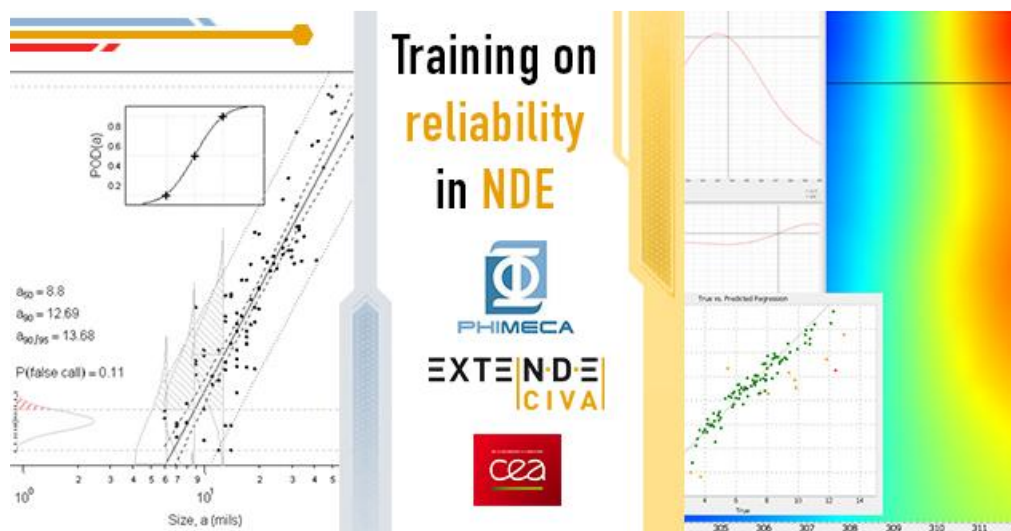 Training on
reliability
in NDE
PHIMECA
EXTE N·D·E
CIVA
cea
0.8
0.6
0.4
0.2
POD(a)
a50 = 8.8
a90 = 12.69
a90/95 = 13.68
P(false call) = 0.11
10⁰ 2 3 4 5 6 7 8 10¹ 2 3 4 5
Size, a (mils)
True vs. Predicted Regression
4 6 8 10 12 14
True
305 306 307 308 309 310 311